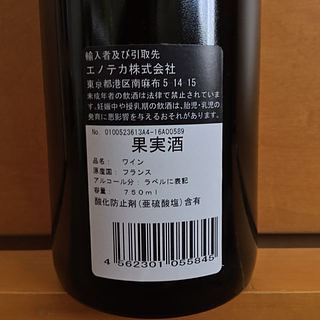 輸入者及び引取先
エノテカ株式会社
東京都港区南麻布5 14 15
未成年者の飲酒は法律で禁止されています。
妊娠中や授乳期の飲酒は、胎児・乳児の
発育に悪影響を与えるおそれがあります。
No 0100523613A4-16A00589
果実酒
品名: ワイン
原産国: フランス
アルコール分: ラベルに表記
容量: 750ml
酸化防止剤(亜硫酸塩)含有
4 562301 055845